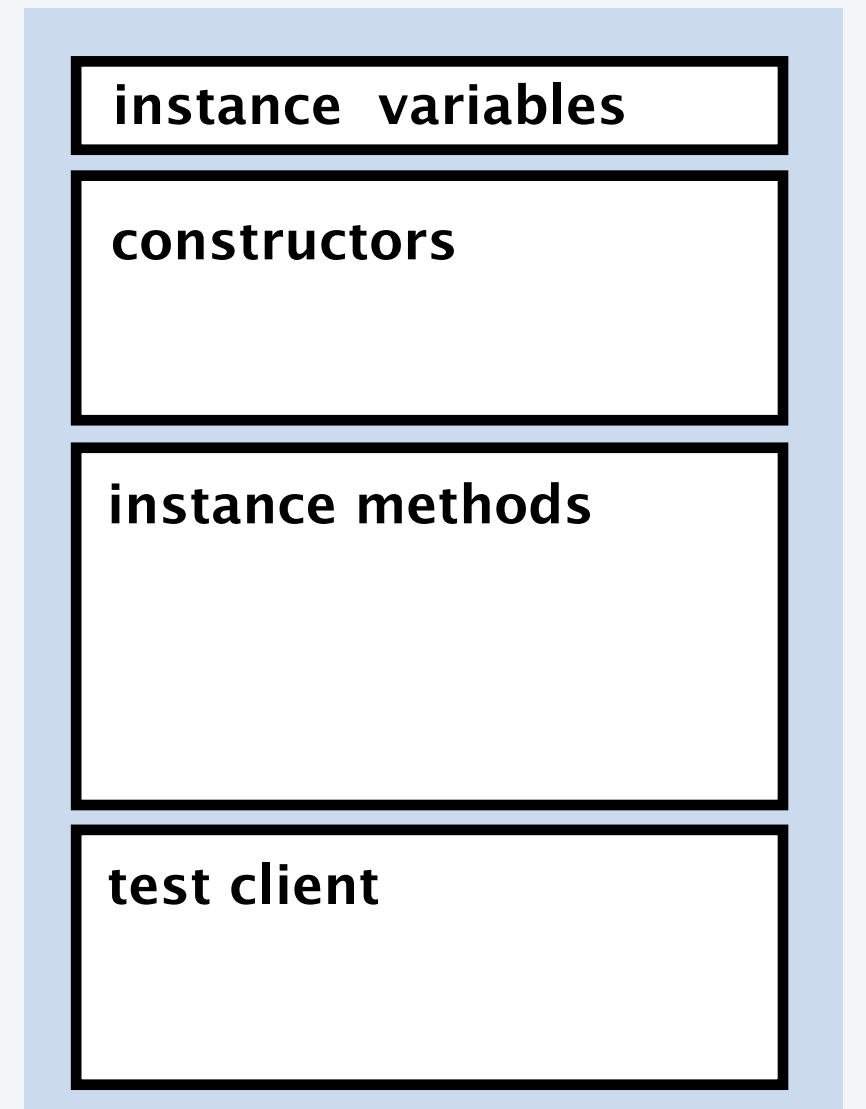 instance variables
constructors
instance methods
test client